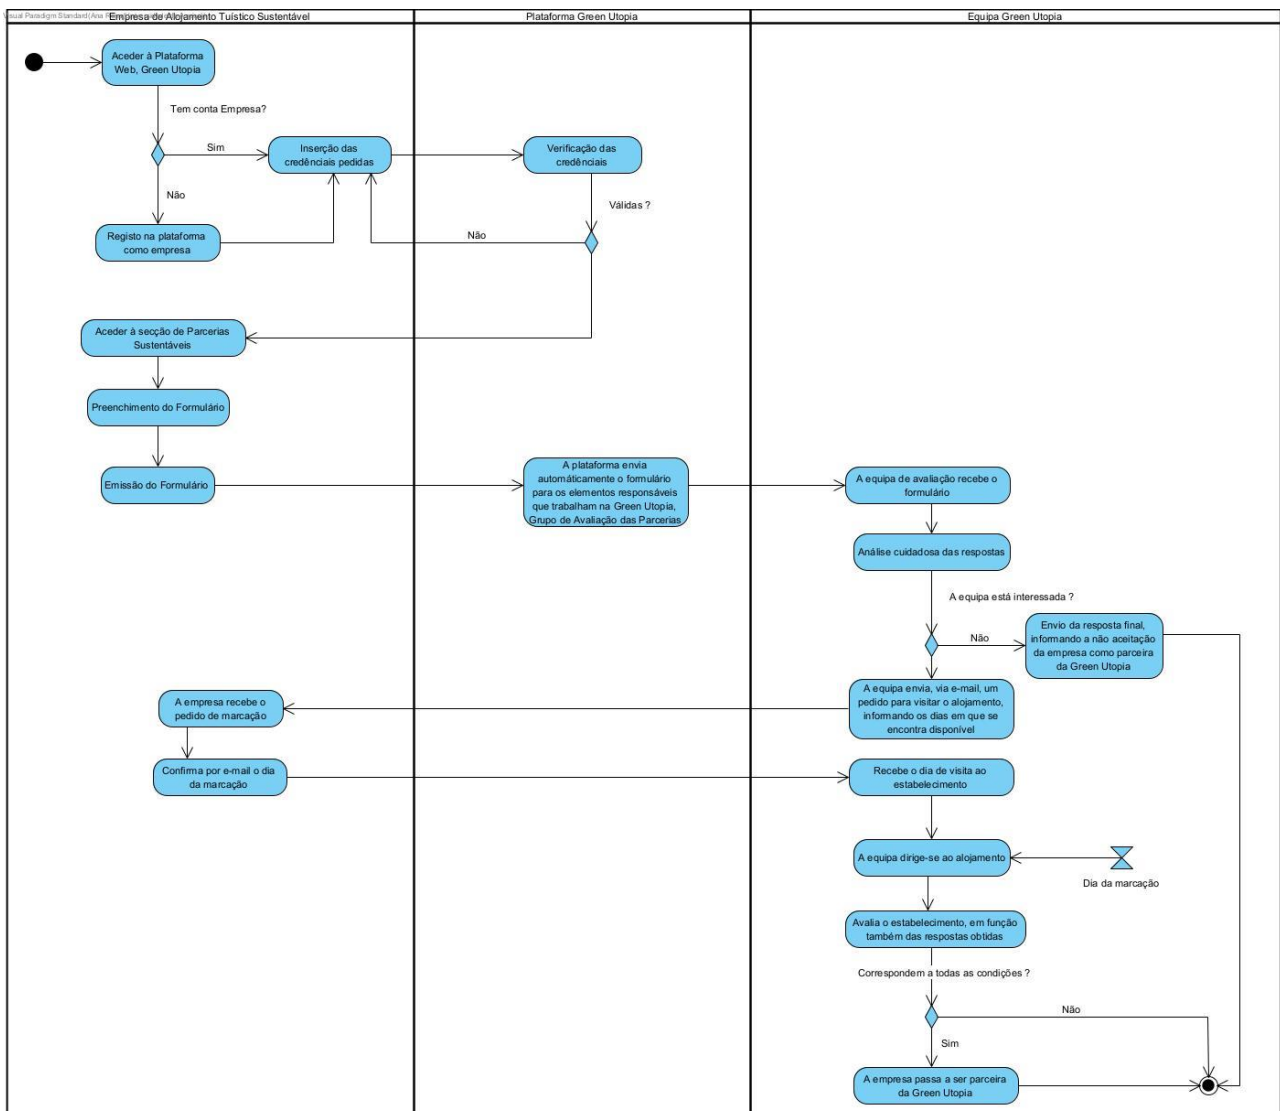 Empresa de Alojamento Tuístico Sustentável
Plataforma Green Utopia
Equipa Green Utopia
Aceder à Plataforma
Web, Green Utopia
Tem conta Empresa?
Sim
Inserção das
credênciais pedidas
Verificação das
credênciais
Não
Válidas ?
Registo na plataforma
como empresa
Não
Aceder à secção de Parcerias
Sustentáveis
Preenchimento do Formulário
Emissão do Formulário
A plataforma envia
automáticamente o formulário
para os elementos responsáveis
que trabalham na Green Utopia,
Grupo de Avaliação das Parcerias
A equipa de avaliação recebe o
formulário
Análise cuidadosa das respostas
A equipa está interessada ?
Não
Envio da resposta final,
informando a não aceitação
da empresa como parceira
da Green Utopia
A equipa envia, via e-mail, um
pedido para visitar o alojamento,
informando os dias em que se
encontra disponível
A empresa recebe o
pedido de marcação
Confirma por e-mail o dia
da marcação
Recebe o dia de visita ao
estabelecimento
A equipa dirige-se ao alojamento
Dia da marcação
Avalia o estabelecimento, em função
também das respostas obtidas
Correspondem a todas as condições ?
Não
Sim
A empresa passa a ser parceira
da Green Utopia